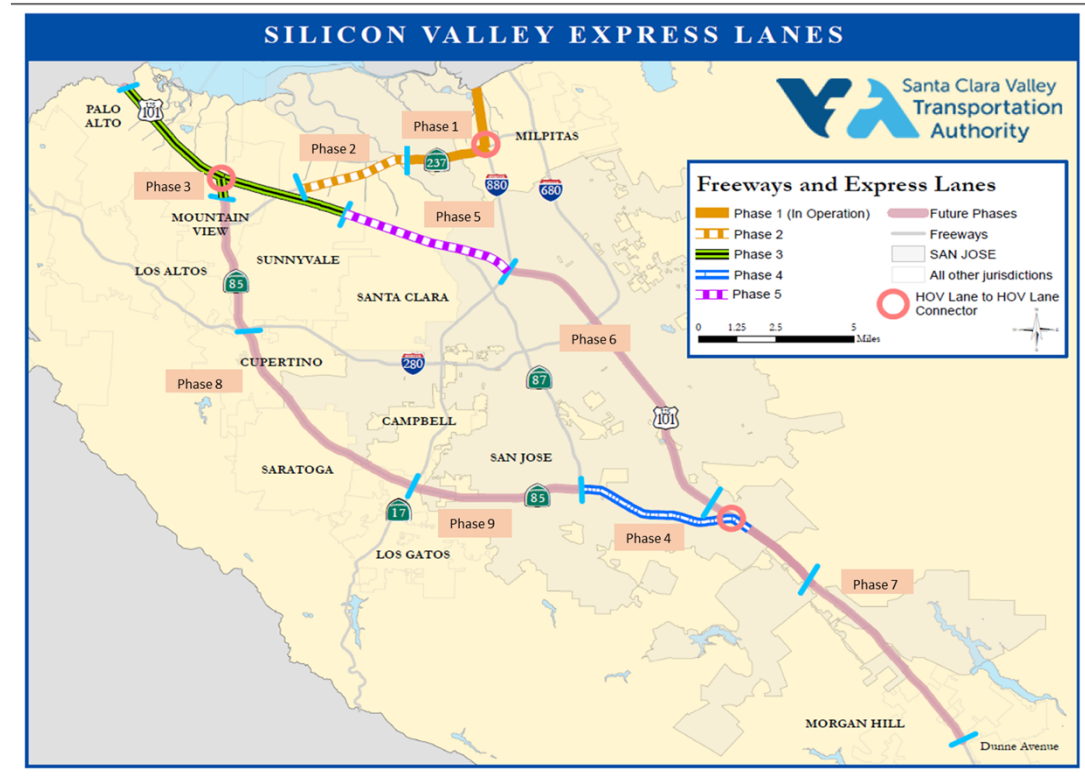 SILICON VALLEY EXPRESS LANES
Santa Clara Valley
Transportation
Authority
PALO
ALTO
101
Phase 1
MILPITAS
Phase 2
237
Phase 3
880
680
MOUNTAIN
VIEW
Phase 5
SUNNYVALE
LOS ALTOS
85
SANTA CLARA
Phase 6
CUPERTINO
280
Phase 8
87
101
CAMPBELL
SAN JOSE
SARATOGA
85
17
Phase 9
Phase 4
LOS GATOS
Phase 7
MORGAN HILL
Dunne Avenue
Freeways and Express Lanes
Phase 1 (In Operation)
Phase 2
Phase 3
Phase 4
Phase 5
Future Phases
Freeways
SAN JOSE
All other jurisdictions
HOV Lane to HOV Lane
Connector
0 1.25 2.5 5
Miles